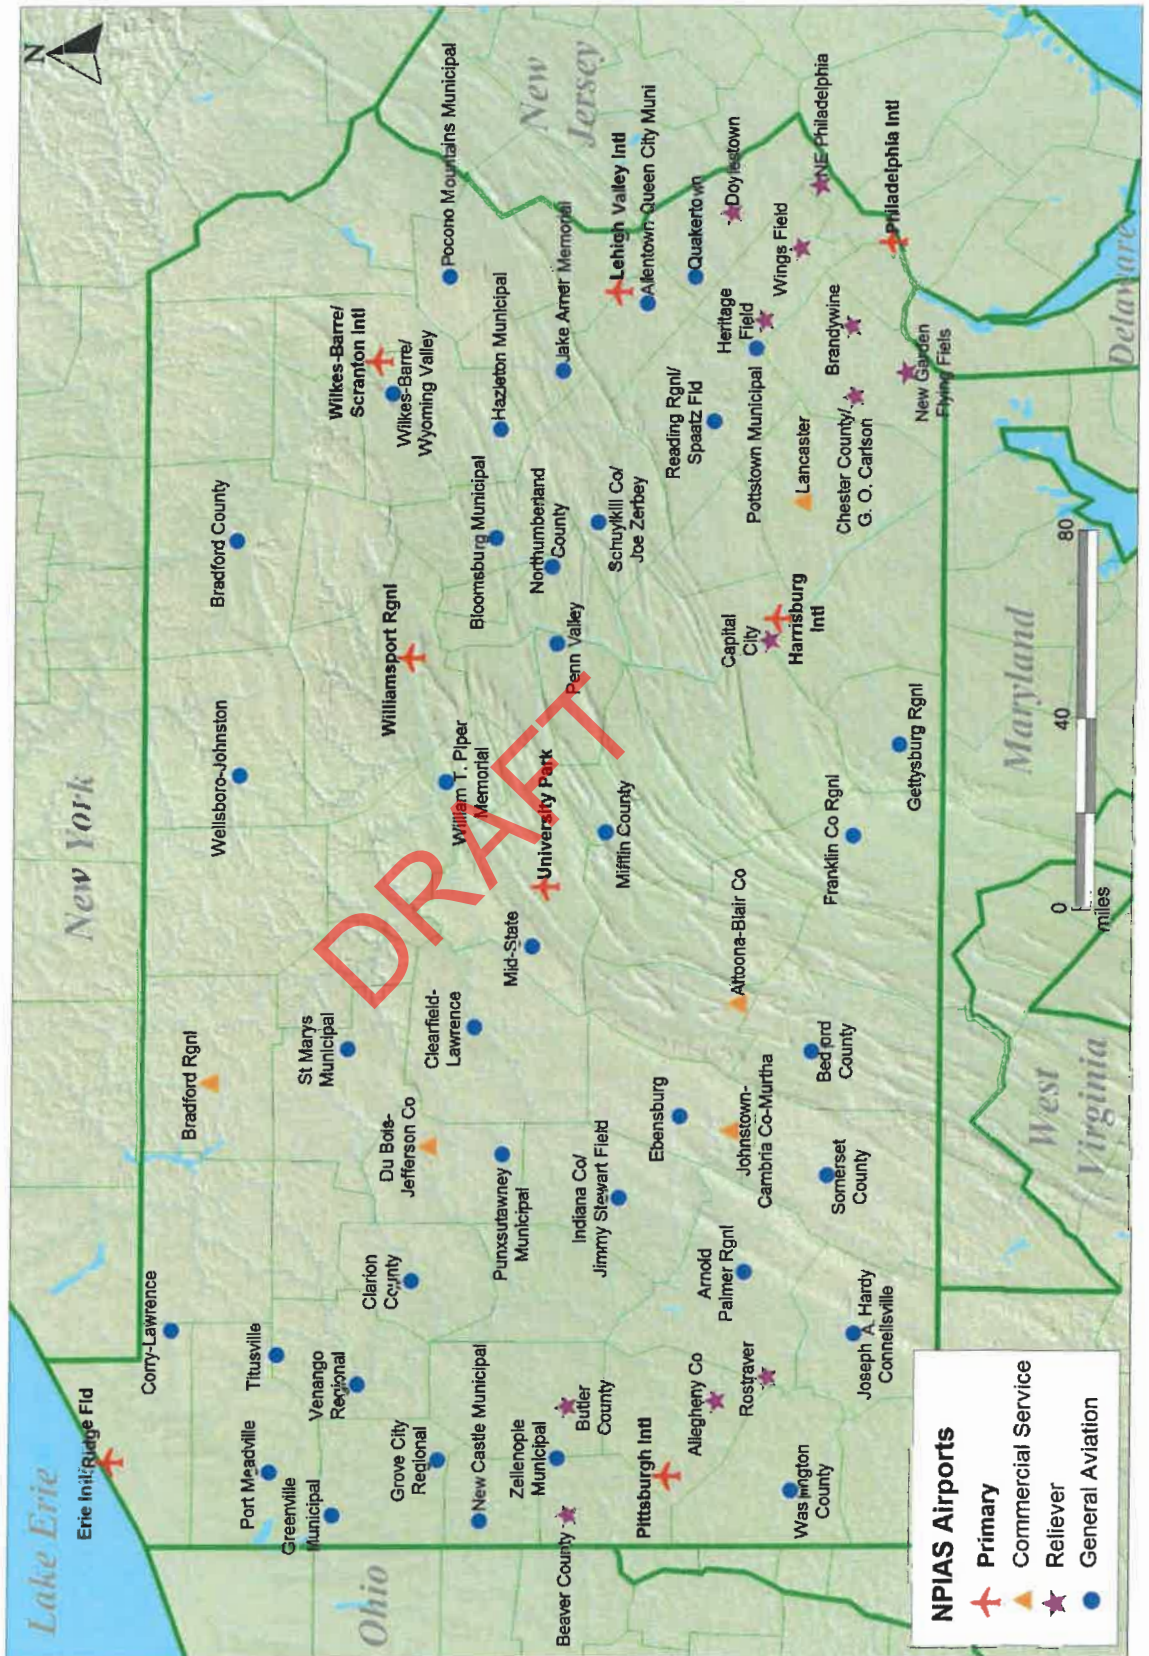 N
Lake Erie
New York
Ohio
New
Jersey
Maryland
Delaware
West
Virginia
DRAFT
Erie Intl/Ridge Fld
Corry-Lawrence
Bradford Rgnl
Wellsboro-Johnston
Bradford County
Port Meadville
Titusville
Greenville
Municipal
Venango
Regional
St Marys
Municipal
Wilkes-Barre/
Scranton Intl
Wilkes-Barre/
Wyoming Valley
Williamsport Rgnl
Clarion
County
Du Bois-
Jefferson Co
Clearfield-
Lawrence
Grove City
Regional
William T. Piper
Memorial
Pocono Mountains Municipal
New Castle Municipal
Punxsutawney
Municipal
Mid-State
University Park
Bloomsburg Municipal
Hazleton Municipal
Northumberland
County
Penn Valley
Jake Arner Memorial
Zelienople
Municipal
Butler
County
Beaver County
Indiana Co/
Jimmy Stewart Field
Mifflin County
Schuylkill Co/
Joe Zerbey
Lehigh Valley Intl
Allentown Queen City Muni
Pittsburgh Intl
Ebensburg
Quakertown
Doylestown
Allegheny Co
Arnold
Palmer Rgnl
Johnstown-
Cambria Co-Murtha
Altoona-Blair Co
Capital
City
Harrisburg
Intl
Reading Rgnl/
Spaatz Fld
Heritage
Field
Pottstown Municipal
Wings Field
NE Philadelphia
Rostraver
Washington
County
Lancaster
Brandywine
Philadelphia Intl
Bedford
County
Somerset
County
Joseph A. Hardy
Connellsville
Franklin Co Rgnl
Gettysburg Rgnl
Chester County/
G. O. Carlson
New Garden
Flying Fiels
NPIAS Airports
Primary
Commercial Service
Reliever
General Aviation
0 40 80
miles